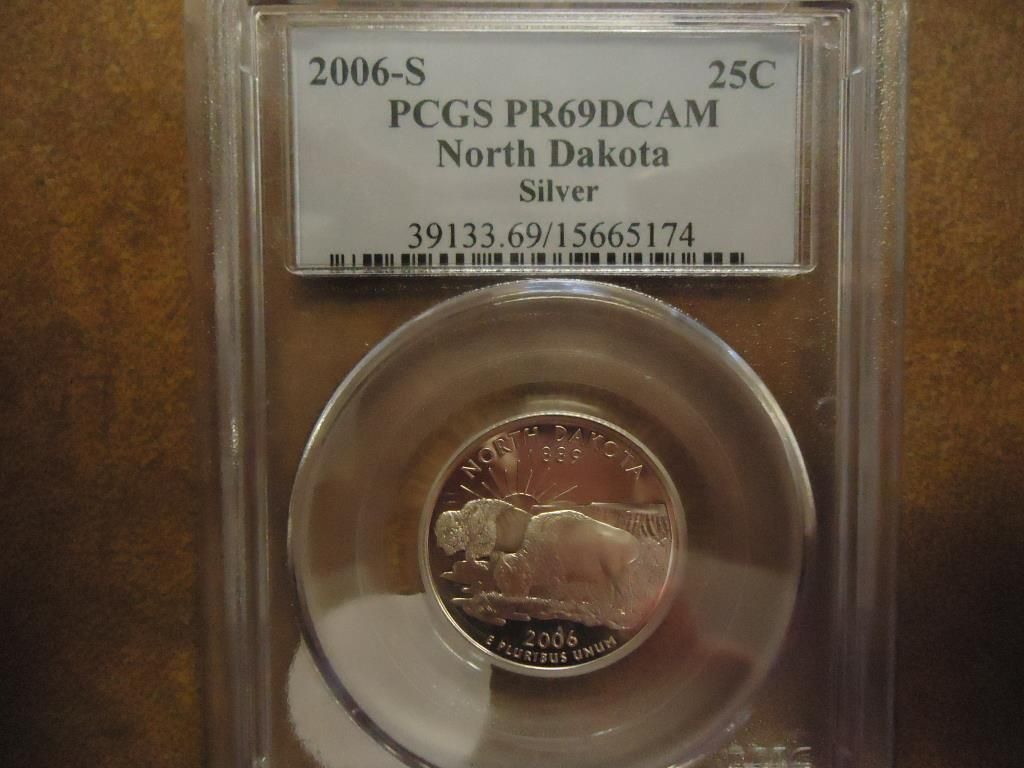 2006-S 25C
PCGS PR69DCAM
North Dakota
Silver
39133.69/15665174
NORTH DAKOTA
1889
2006
E PLURIBUS UNUM